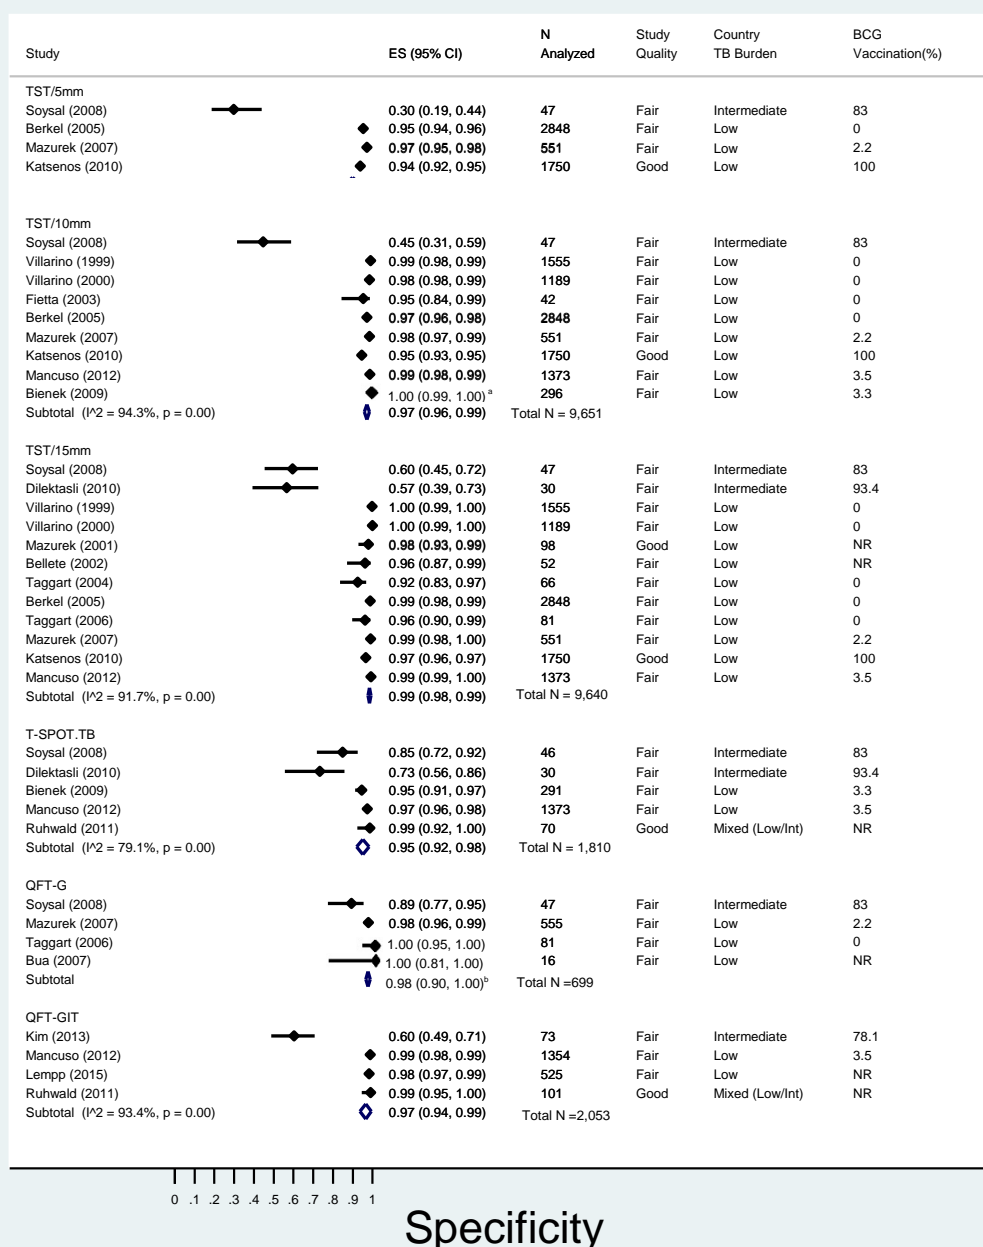 N Study Country BCG
Study ES (95% CI) Analyzed Quality TB Burden Vaccination(%)
TST/5mm
Soysal (2008) 0.30 (0.19, 0.44) 47 Fair Intermediate 83
Berkel (2005) 0.95 (0.94, 0.96) 2848 Fair Low 0
Mazurek (2007) 0.97 (0.95, 0.98) 551 Fair Low 2.2
Katsenos (2010) 0.94 (0.92, 0.95) 1750 Good Low 100
TST/10mm
Soysal (2008) 0.45 (0.31, 0.59) 47 Fair Intermediate 83
Villarino (1999) 0.99 (0.98, 0.99) 1555 Fair Low 0
Villarino (2000) 0.98 (0.98, 0.99) 1189 Fair Low 0
Fietta (2003) 0.95 (0.84, 0.99) 42 Fair Low 0
Berkel (2005) 0.97 (0.96, 0.98) 2848 Fair Low 0
Mazurek (2007) 0.98 (0.97, 0.99) 551 Fair Low 2.2
Katsenos (2010) 0.95 (0.93, 0.95) 1750 Good Low 100
Mancuso (2012) 0.99 (0.98, 0.99) 1373 Fair Low 3.5
Bienek (2009) 1.00 (0.99, 1.00) a 296 Fair Low 3.3
Subtotal (I^2 = 94.3%, p = 0.00) 0.97 (0.96, 0.99) Total N = 9,651
TST/15mm
Soysal (2008) 0.60 (0.45, 0.72) 47 Fair Intermediate 83
Dilektasli (2010) 0.57 (0.39, 0.73) 30 Fair Intermediate 93.4
Villarino (1999) 1.00 (0.99, 1.00) 1555 Fair Low 0
Villarino (2000) 1.00 (0.99, 1.00) 1189 Fair Low 0
Mazurek (2001) 0.98 (0.93, 0.99) 98 Good Low NR
Bellete (2002) 0.96 (0.87, 0.99) 52 Fair Low NR
Taggart (2004) 0.92 (0.83, 0.97) 66 Fair Low 0
Berkel (2005) 0.99 (0.98, 0.99) 2848 Fair Low 0
Taggart (2006) 0.96 (0.90, 0.99) 81 Fair Low 0
Mazurek (2007) 0.99 (0.98, 1.00) 551 Fair Low 2.2
Katsenos (2010) 0.97 (0.96, 0.97) 1750 Good Low 100
Mancuso (2012) 0.99 (0.99, 1.00) 1373 Fair Low 3.5
Subtotal (I^2 = 91.7%, p = 0.00) 0.99 (0.98, 0.99) Total N = 9,640
T-SPOT.TB
Soysal (2008) 0.85 (0.72, 0.92) 46 Fair Intermediate 83
Dilektasli (2010) 0.73 (0.56, 0.86) 30 Fair Intermediate 93.4
Bienek (2009) 0.95 (0.91, 0.97) 291 Fair Low 3.3
Mancuso (2012) 0.97 (0.96, 0.98) 1373 Fair Low 3.5
Ruhwald (2011) 0.99 (0.92, 1.00) 70 Good Mixed (Low/Int) NR
Subtotal (I^2 = 79.1%, p = 0.00) 0.95 (0.92, 0.98) Total N = 1,810
QFT-G
Soysal (2008) 0.89 (0.77, 0.95) 47 Fair Intermediate 83
Mazurek (2007) 0.98 (0.96, 0.99) 555 Fair Low 2.2
Taggart (2006) 1.00 (0.95, 1.00) 81 Fair Low 0
Bua (2007) 1.00 (0.81, 1.00) 16 Fair Low NR
Subtotal 0.98 (0.90, 1.00)b Total N =699
QFT-GIT
Kim (2013) 0.60 (0.49, 0.71) 73 Fair Intermediate 78.1
Mancuso (2012) 0.99 (0.98, 0.99) 1354 Fair Low 3.5
Lempp (2015) 0.98 (0.97, 0.99) 525 Fair Low NR
Ruhwald (2011) 0.99 (0.95, 1.00) 101 Good Mixed (Low/Int) NR
Subtotal (I^2 = 93.4%, p = 0.00) 0.97 (0.94, 0.99) Total N =2,053
0 .1 .2 .3 .4 .5 .6 .7 .8 .9 1
Specificity